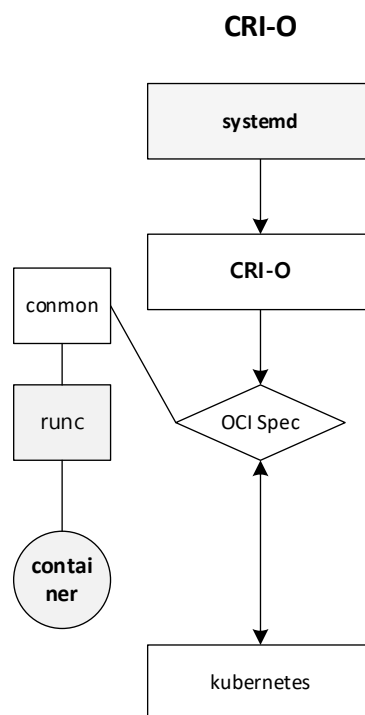 CRI-O
systemd
CRI-O
conmon
runc
OCI Spec
contai
ner
kubernetes